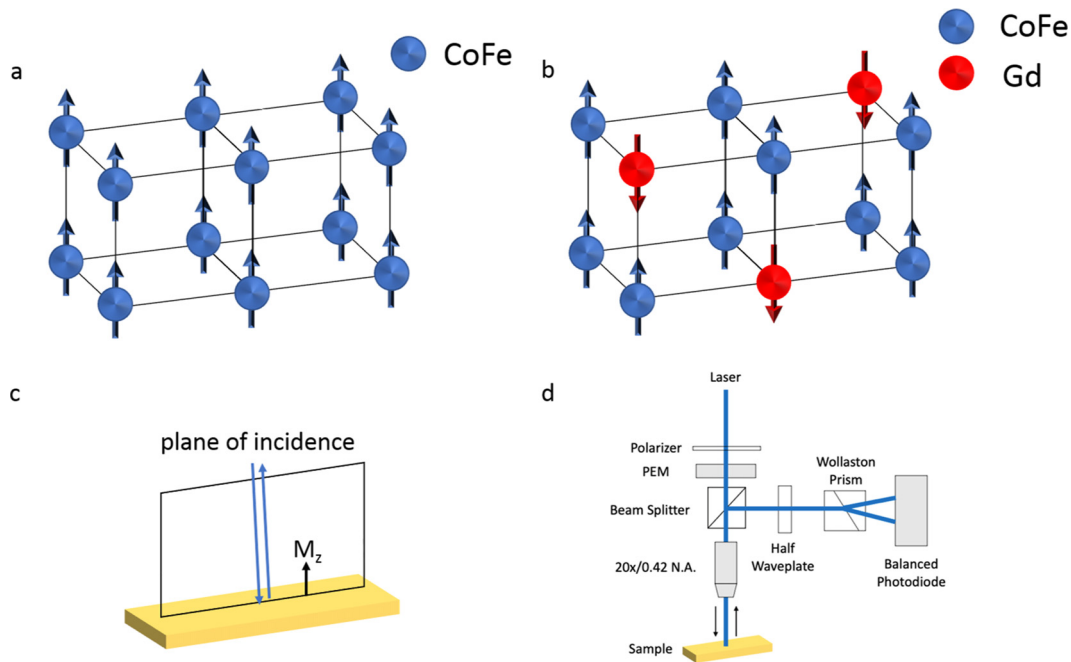 a
CoFe
b
CoFe
Gd
c
plane of incidence
M_z
d
Laser
Polarizer
PEM
Beam Splitter
20x/0.42 N.A.
Sample
Half
Waveplate
Wollaston
Prism
Balanced
Photodiode